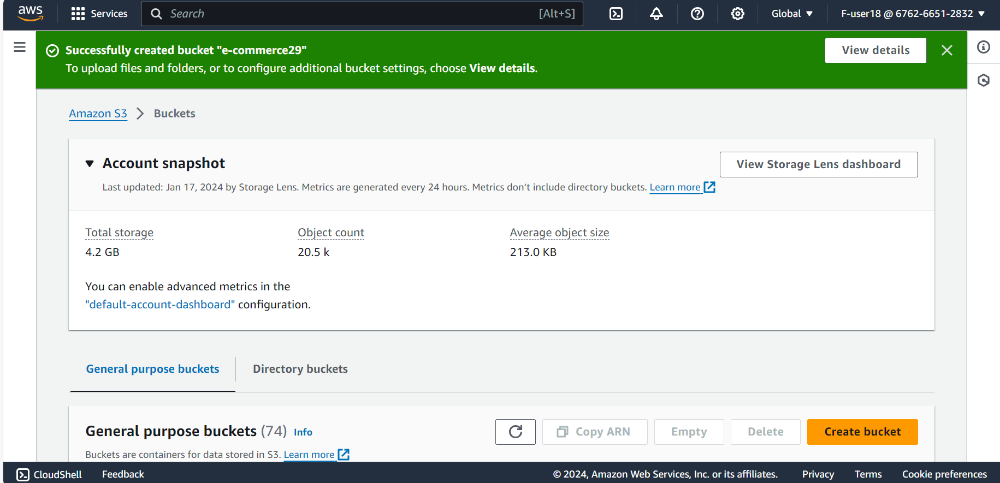 aws Services Search [Alt+S] Global F-user18 @ 6762-6651-2832
Successfully created bucket "e-commerce29"
View details
To upload files and folders, or to configure additional bucket settings, choose View details.
Amazon S3 Buckets
Account snapshot
View Storage Lens dashboard
Last updated: Jan 17, 2024 by Storage Lens. Metrics are generated every 24 hours. Metrics don’t include directory buckets. Learn more
Total storage Object count Average object size
4.2 GB 20.5 k 213.0 KB
You can enable advanced metrics in the
"default-account-dashboard" configuration.
General purpose buckets Directory buckets
General purpose buckets (74) Info Copy ARN Empty Delete Create bucket
Buckets are containers for data stored in S3. Learn more
CloudShell Feedback © 2024, Amazon Web Services, Inc. or its affiliates. Privacy Terms Cookie preferences